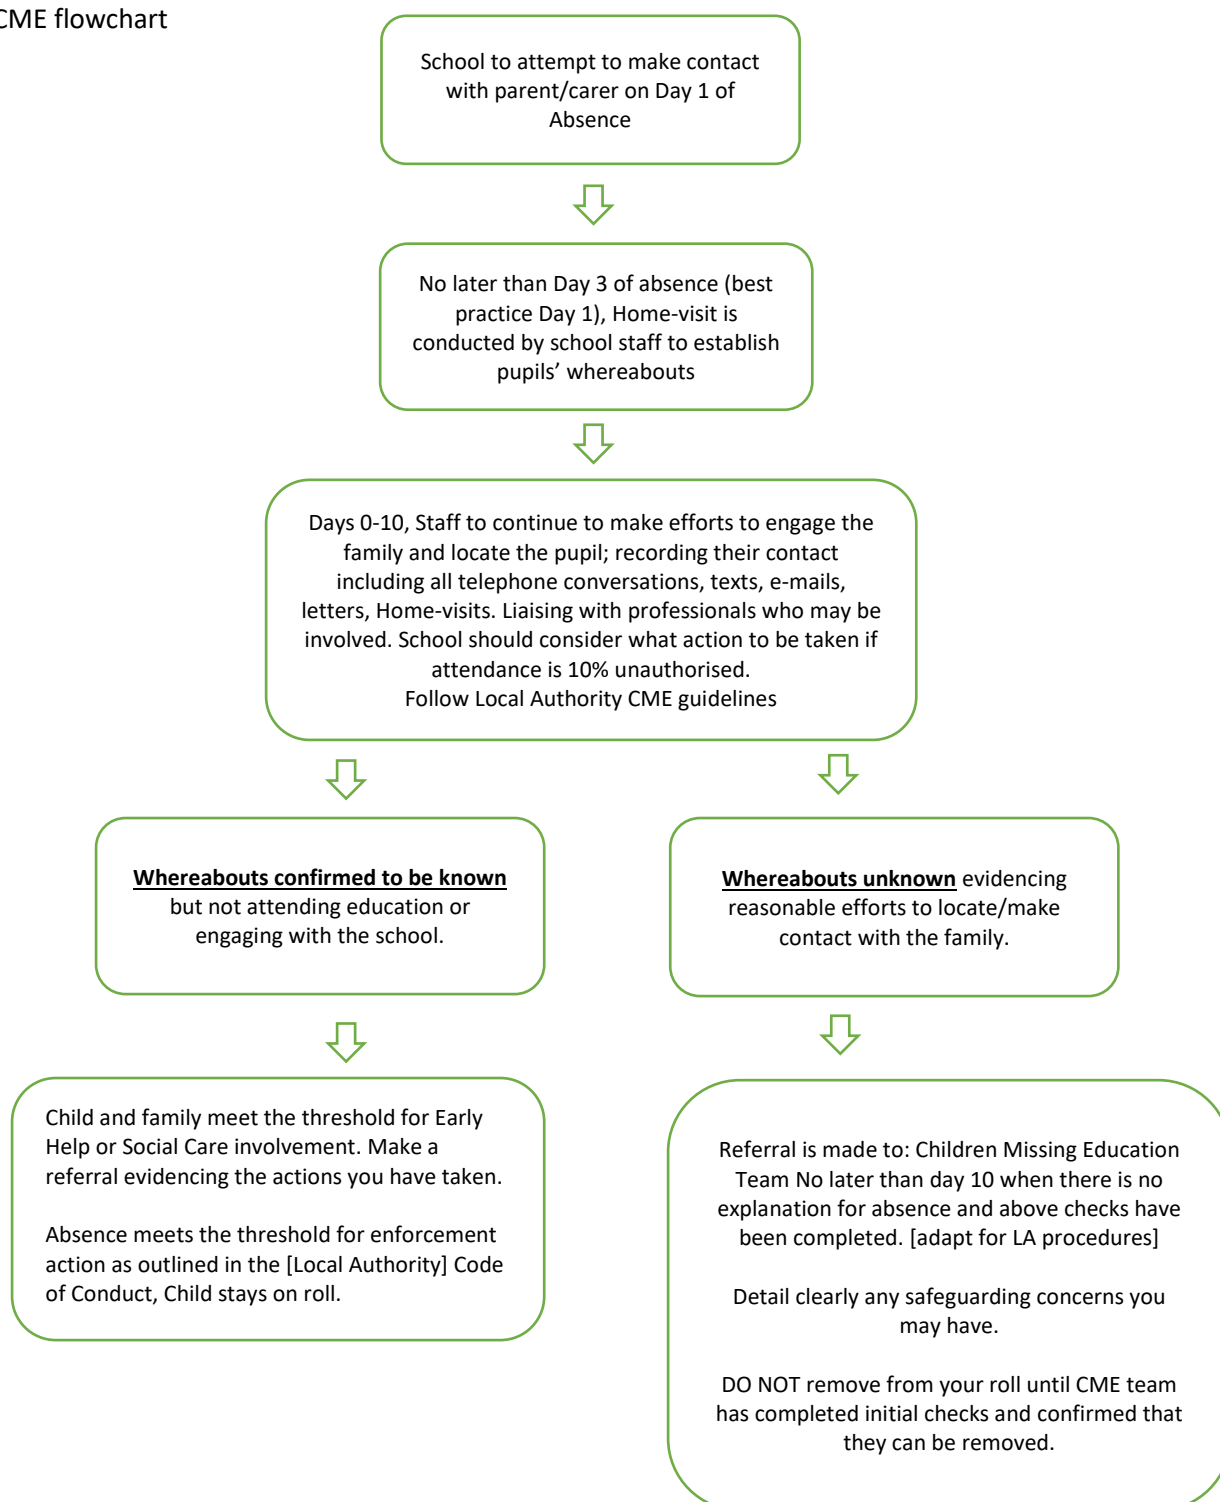 CME flowchart
School to attempt to make contact
with parent/carer on Day 1 of
Absence
No later than Day 3 of absence (best
practice Day 1), Home-visit is
conducted by school staff to establish
pupils’ whereabouts
Days 0-10, Staff to continue to make efforts to engage the
family and locate the pupil; recording their contact
including all telephone conversations, texts, e-mails,
letters, Home-visits. Liaising with professionals who may be
involved. School should consider what action to be taken if
attendance is 10% unauthorised.
Follow Local Authority CME guidelines
Whereabouts confirmed to be known
but not attending education or
engaging with the school.
Whereabouts unknown evidencing
reasonable efforts to locate/make
contact with the family.
Child and family meet the threshold for Early
Help or Social Care involvement. Make a
referral evidencing the actions you have taken.
Absence meets the threshold for enforcement
action as outlined in the [Local Authority] Code
of Conduct, Child stays on roll.
Referral is made to: Children Missing Education
Team No later than day 10 when there is no
explanation for absence and above checks have
been completed. [adapt for LA procedures]
Detail clearly any safeguarding concerns you
may have.
DO NOT remove from your roll until CME team
has completed initial checks and confirmed that
they can be removed.